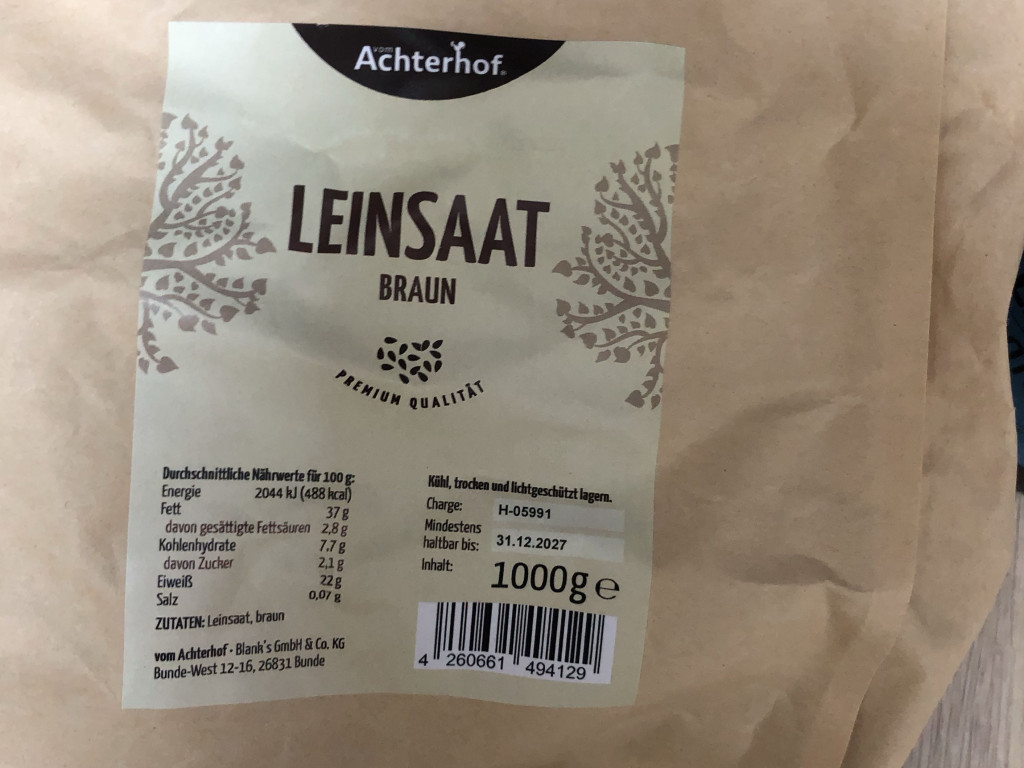 vom
Achterhof
LEINSAAT
BRAUN
PREMIUM QUALITÄT
Durchschnittliche Nährwerte für 100 g:
Energie 2044 kJ (488 kcal)
Fett 37 g
davon gesättigte Fettsäuren 2,8 g
Kohlenhydrate 7,7 g
davon Zucker 2,1 g
Eiweiß 22 g
Salz 0,07 g
ZUTATEN: Leinsaat, braun
vom Achterhof · Blank's GmbH & Co. KG
Bunde-West 12-16, 26831 Bunde
Kühl, trocken und lichtgeschützt lagern.
Charge: H-05991
Mindestens
haltbar bis: 31.12.2027
Inhalt: 1000g e
4 260661 494129